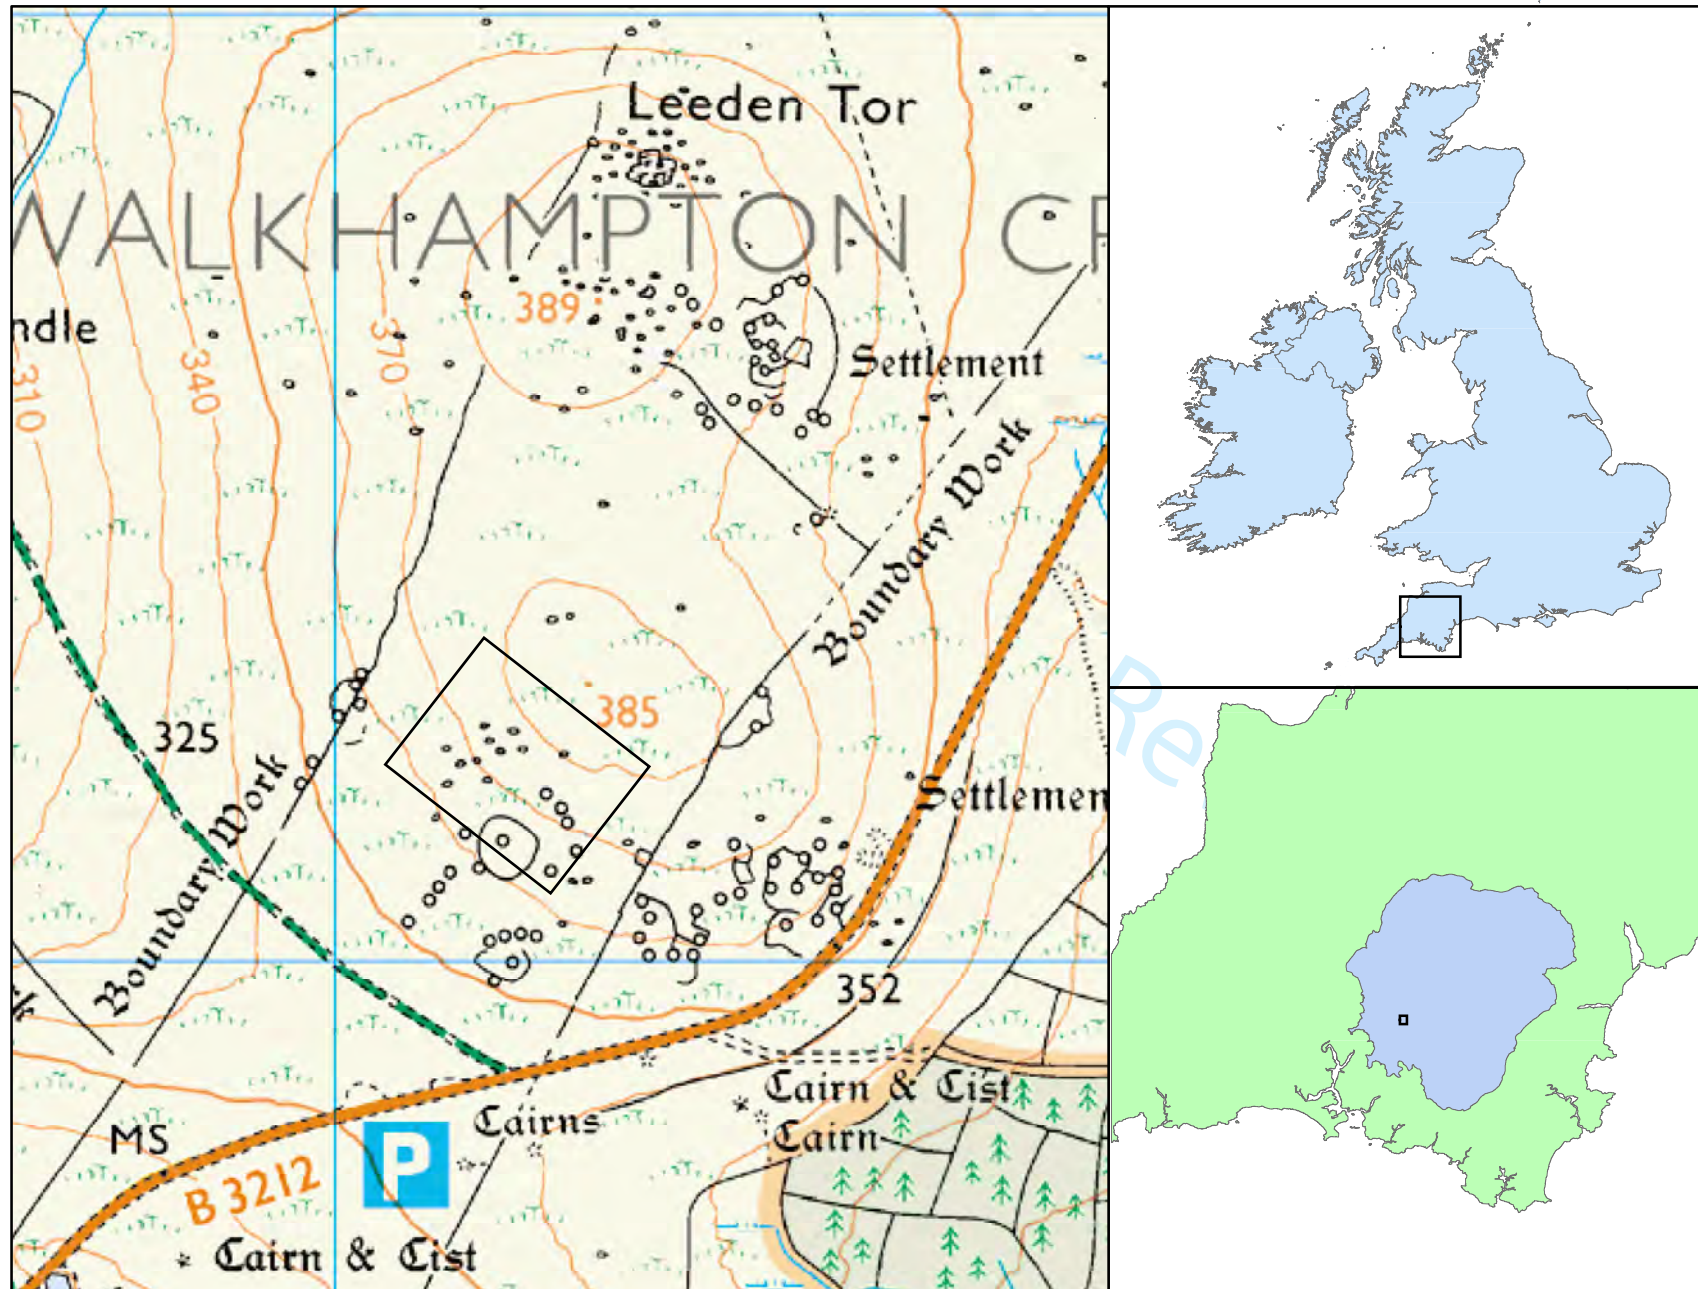 Leeden Tor
WALKHAMPTON C
389
ndle
370
340
310
Settlement
Boundary Work
385
325
Re
Settlemen
Boundary Work
352
Cairn & Cist
Cairns
Cairn
MS
P
B 3212
Cairn & Cist